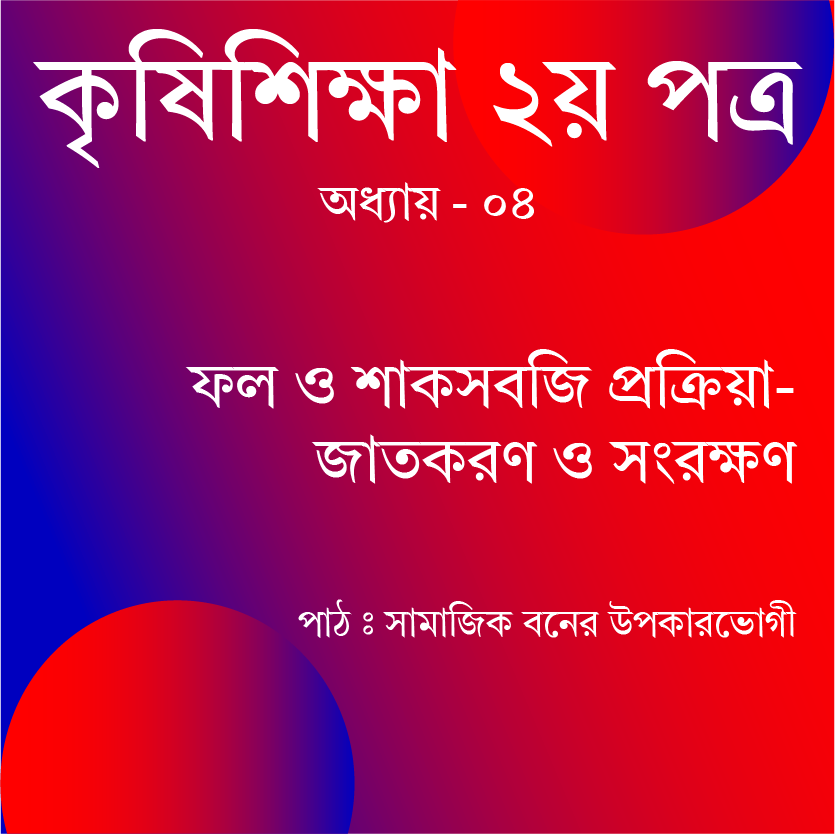 কৃষিশিক্ষা ২য় পত্র
অধ্যায় - ০৪
ফল ও শাকসবজি প্রক্রিয়া-
জাতকরণ ও সংরক্ষণ
পাঠ ঃ সামাজিক বনের উপকারভোগী